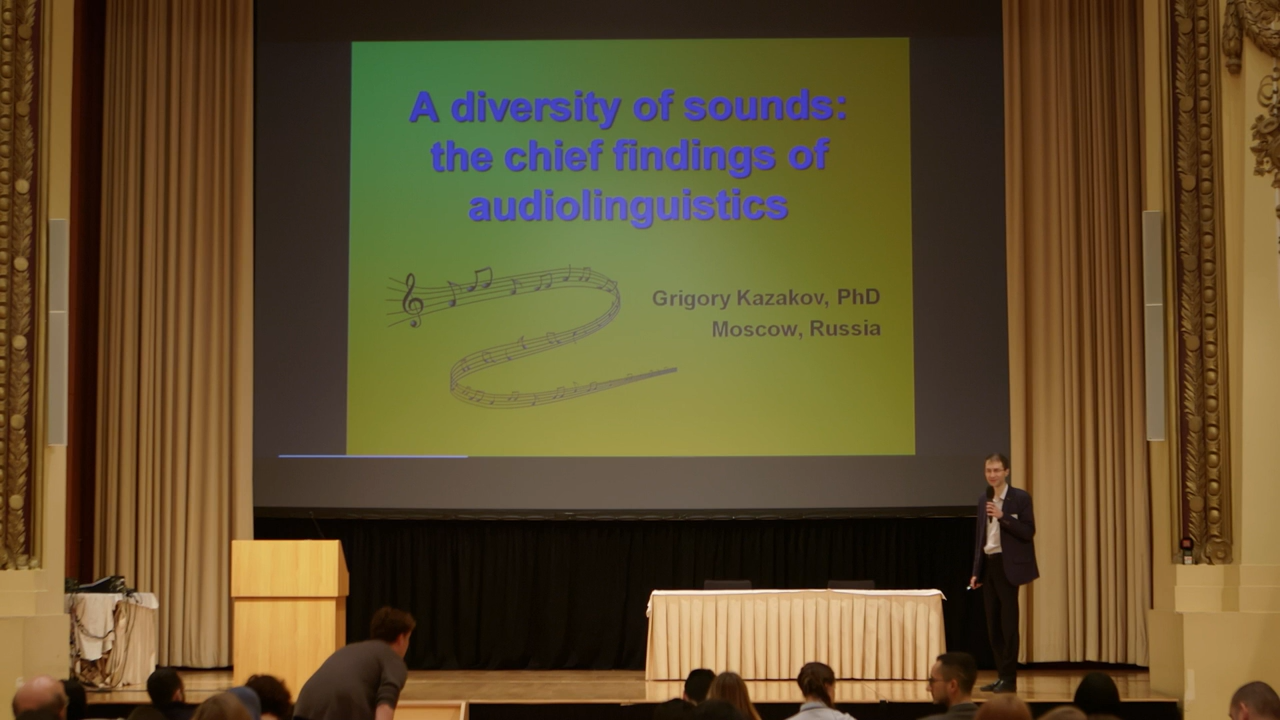 A diversity of sounds:
the chief findings of
audiolinguistics
Grigory Kazakov, PhD
Moscow, Russia